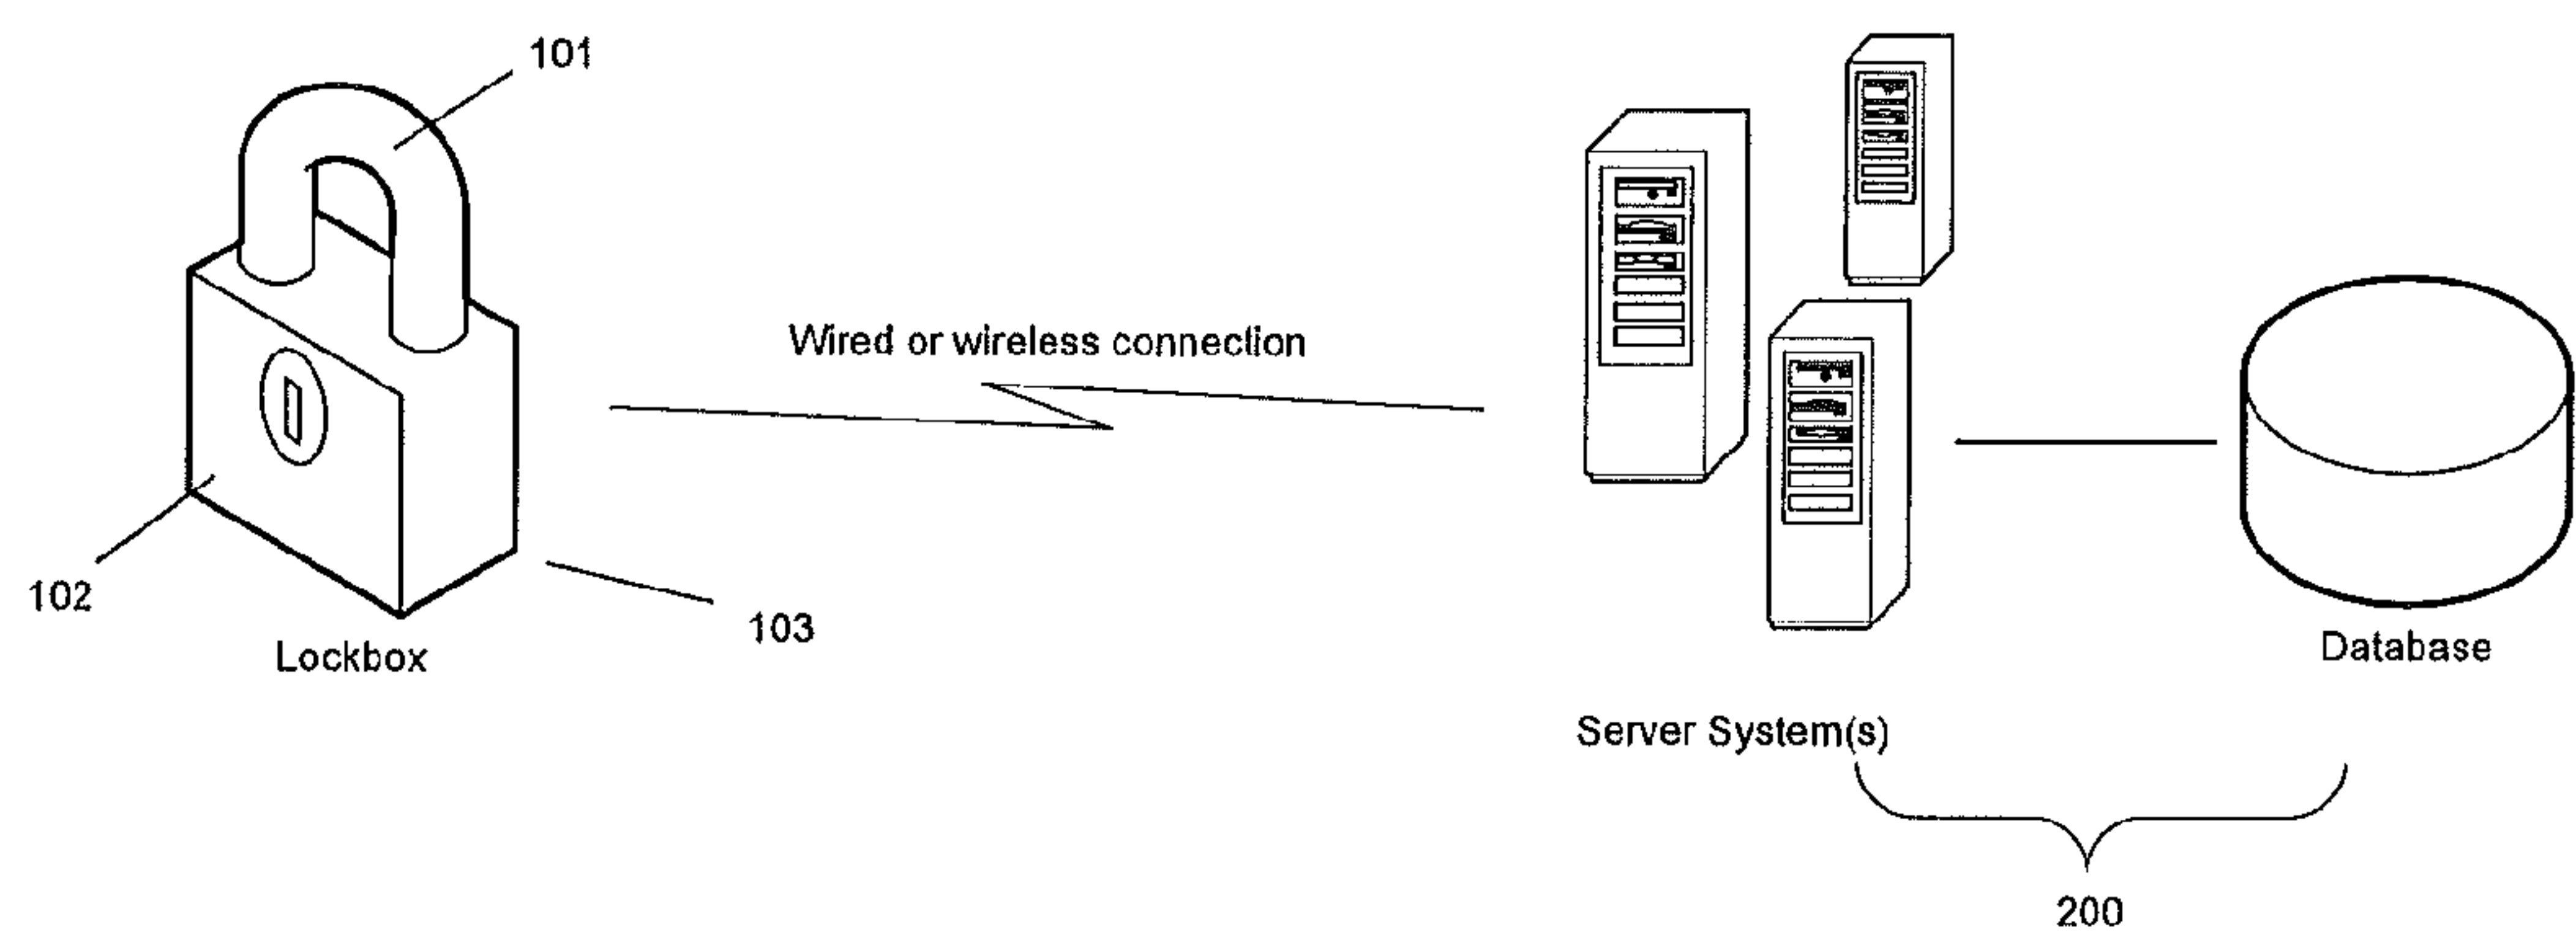 101
Wired or wireless connection
102
103
Lockbox
Database
Server System(s)
200